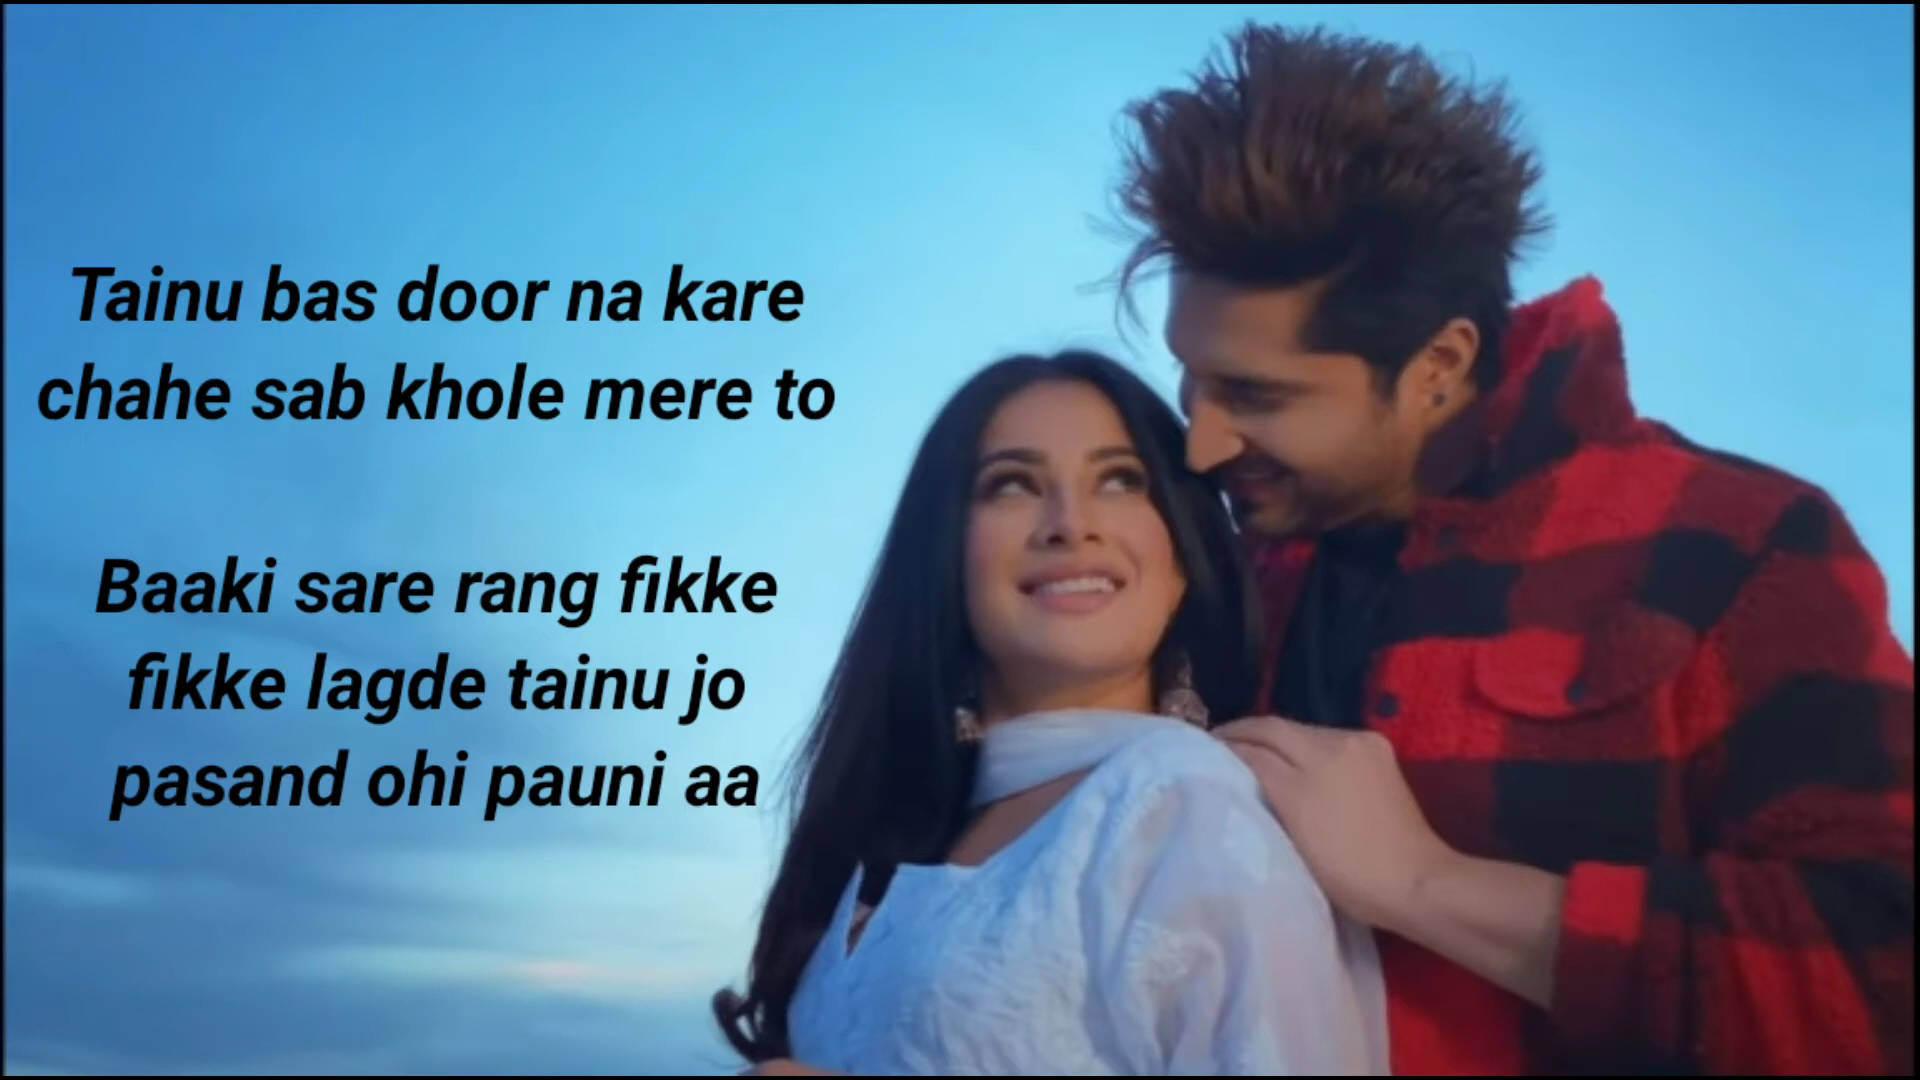 Tainu bas door na kare
chahe sab khole mere to
Baaki sare rang fikke
fikke lagde tainu jo
pasand ohi pauni aa